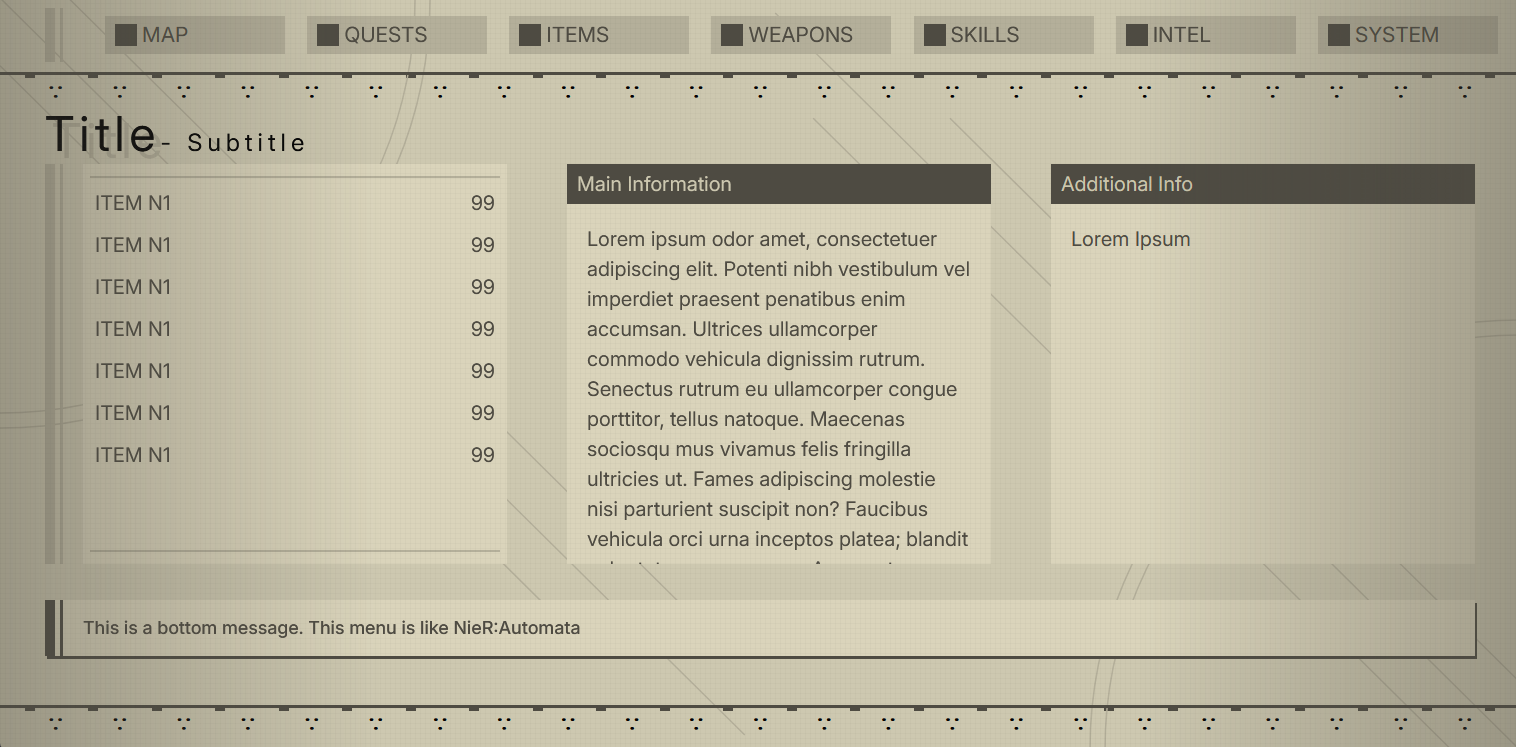 MAP QUESTS ITEMS WEAPONS SKILLS INTEL SYSTEM
Title - Subtitle
ITEM N1 99
ITEM N1 99
ITEM N1 99
ITEM N1 99
ITEM N1 99
ITEM N1 99
ITEM N1 99
Main Information
Lorem ipsum odor amet, consectetuer
adipiscing elit. Potenti nibh vestibulum vel
imperdiet praesent penatibus enim
accumsan. Ultrices ullamcorper
commodo vehicula dignissim rutrum.
Senectus rutrum eu ullamcorper congue
porttitor, tellus natoque. Maecenas
sociosqu mus vivamus felis fringilla
ultricies ut. Fames adipiscing molestie
nisi parturient suscipit non? Faucibus
vehicula orci urna inceptos platea; blandit
Additional Info
Lorem Ipsum
This is a bottom message. This menu is like NieR:Automata